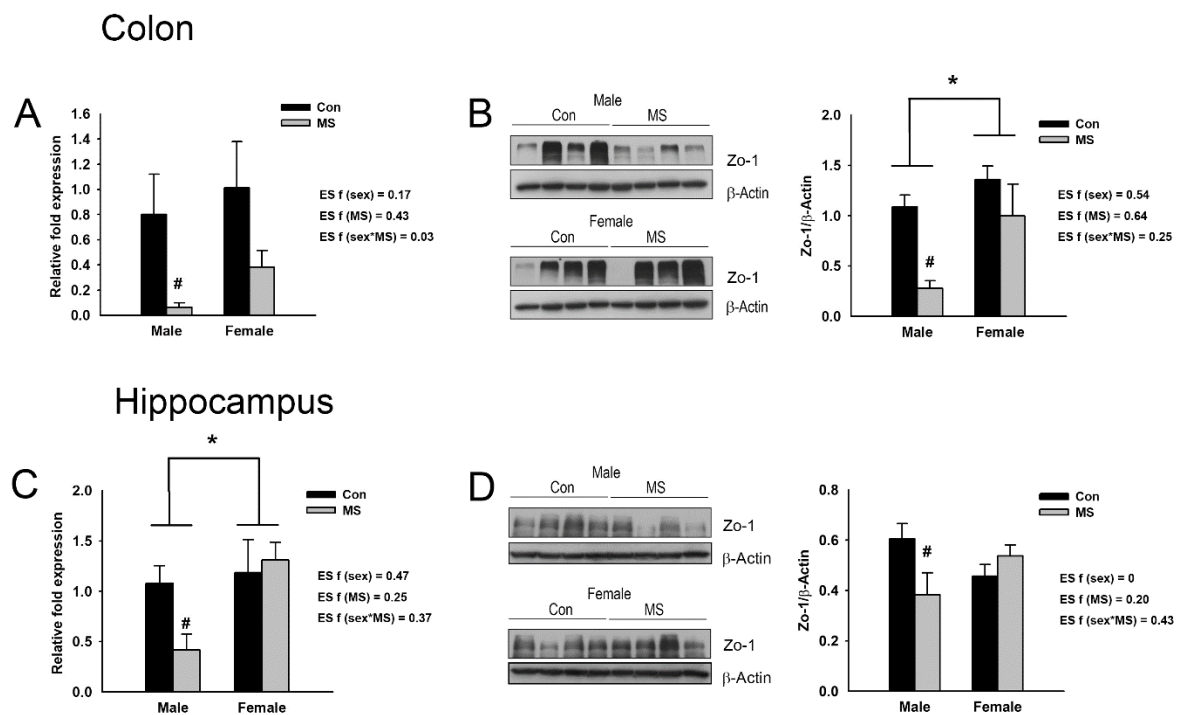 Colon
A
Con
MS
Relative fold expression
1.6
1.4
1.2
1.0
0.8
0.6
0.4
0.2
0.0
#
Male Female
ES f (sex) = 0.17
ES f (MS) = 0.43
ES f (sex*MS) = 0.03
B
Male
Con MS
Zo-1
β-Actin
Female
Con MS
Zo-1
β-Actin
*
Con
MS
Zo-1/β-Actin
2.0
1.5
1.0
0.5
0.0
#
Male Female
ES f (sex) = 0.54
ES f (MS) = 0.64
ES f (sex*MS) = 0.25
Hippocampus
C
*
Con
MS
Relative fold expression
2.0
1.5
1.0
0.5
0.0
#
Male Female
ES f (sex) = 0.47
ES f (MS) = 0.25
ES f (sex*MS) = 0.37
D
Male
Con MS
Zo-1
β-Actin
Female
Con MS
Zo-1
β-Actin
Con
MS
Zo-1/β-Actin
0.8
0.6
0.4
0.2
0.0
#
Male Female
ES f (sex) = 0
ES f (MS) = 0.20
ES f (sex*MS) = 0.43